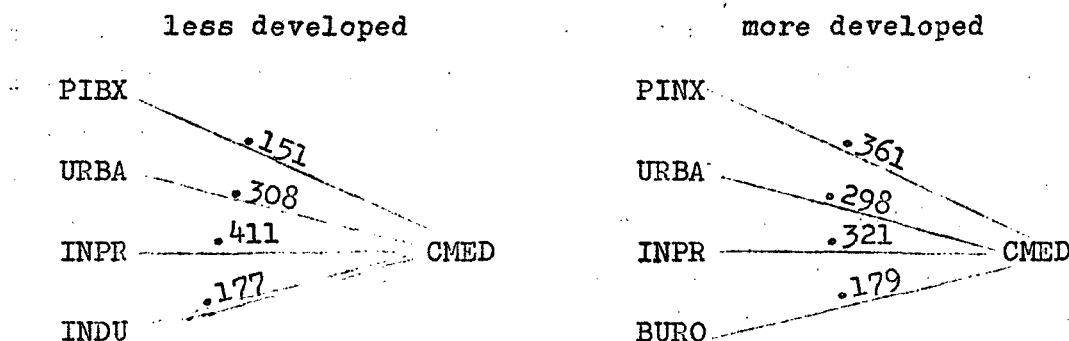 less developed more developed
PIBX PINX
.151 .361
URBA URBA
.308 .298
.411 .321
INPR CMED INPR CMED
.177 .179
INDU BURO